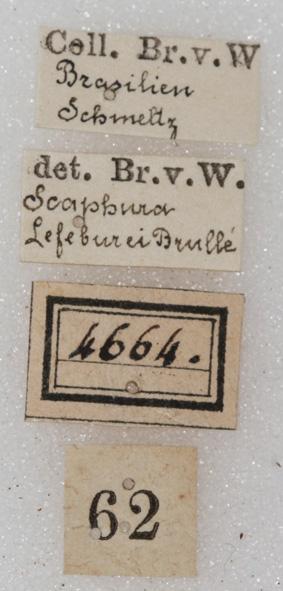 Coll. Br.v.W
Brasilien
Schmeltz
det. Br.v.W.
Scaphura
Lefeburei Brullé
4664.
62